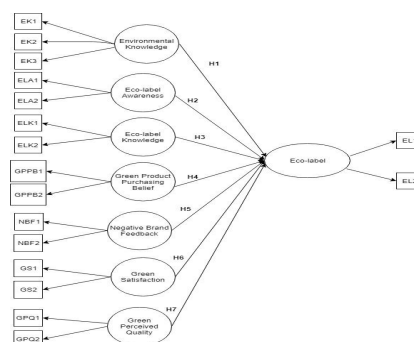 EK1
EK2
EK3
Environmental
Knowledge
H1
ELA1
ELA2
Eco-label
Awareness
H2
ELK1
ELK2
Eco-label
Knowledge
H3
GPPB1
GPPB2
Green Product
Purchasing
Belief
H4
NBF1
NBF2
Negative Brand
Feedback
H5
GS1
GS2
Green
Satisfaction
H6
GPQ1
GPQ2
Green
Perceived
Quality
H7
Eco-label
EL1
EL2